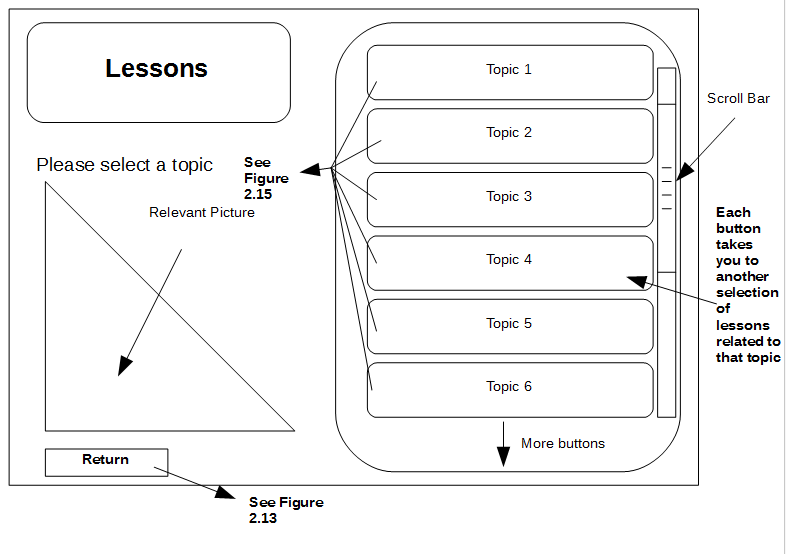 Lessons
Please select a topic
See
Figure
2.15
Relevant Picture
Return
See Figure
2.13
Topic 1
Topic 2
Topic 3
Topic 4
Topic 5
Topic 6
More buttons
Scroll Bar
Each
button
takes
you to
another
selection
of
lessons
related to
that topic